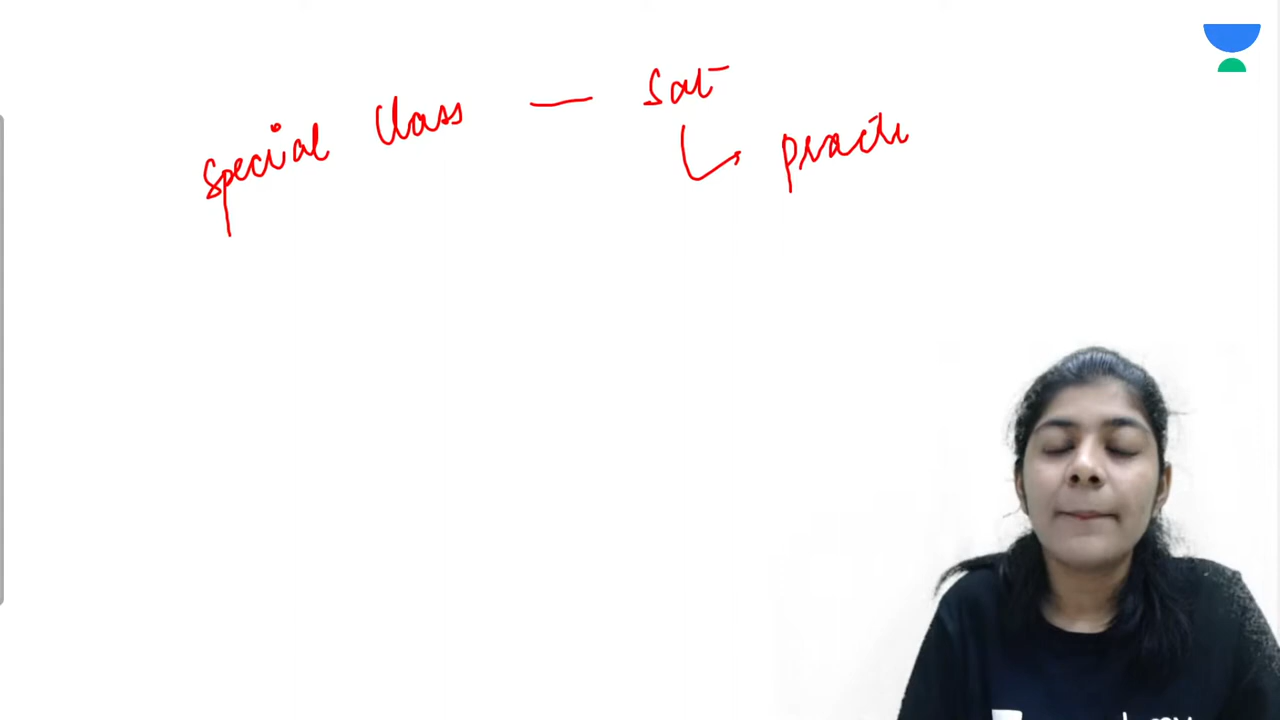 Special Class — Sat
↳ practi